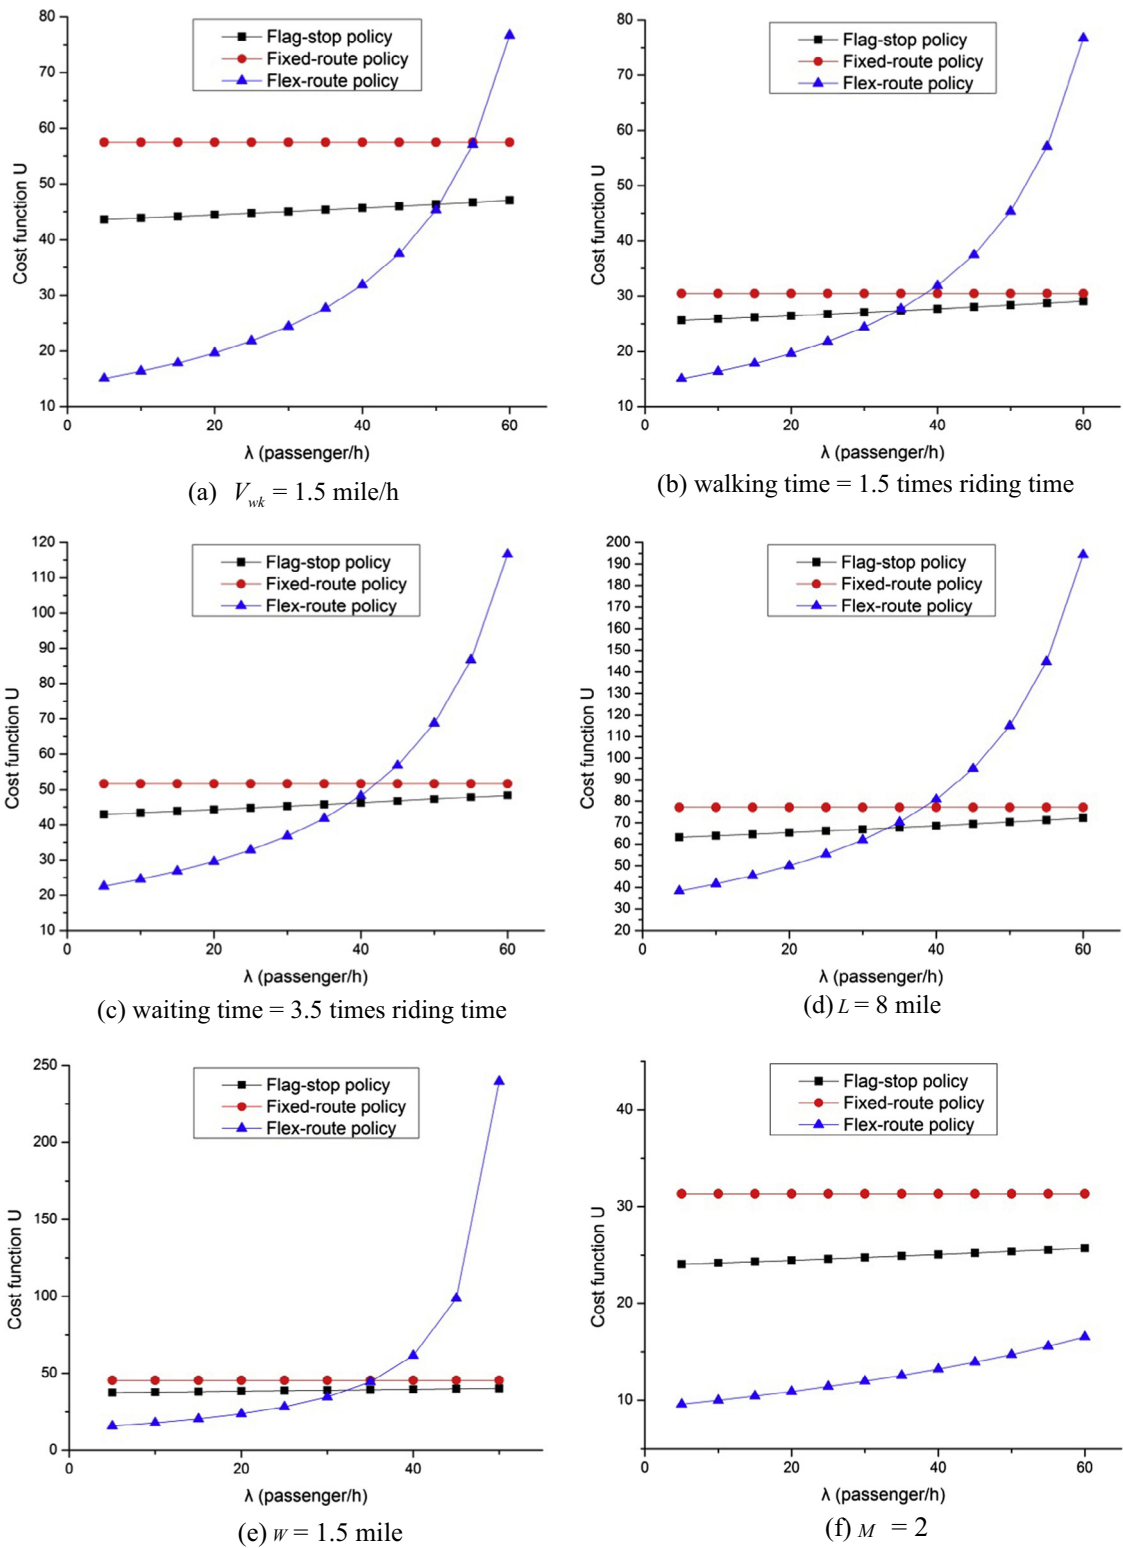 80
70
60
50
40
30
20
10
Cost function U
Flag-stop policy
Fixed-route policy
Flex-route policy
0 20 40 60
λ (passenger/h)
(a) Vwk = 1.5 mile/h
80
70
60
50
40
30
20
10
Cost function U
Flag-stop policy
Fixed-route policy
Flex-route policy
0 20 40 60
λ (passenger/h)
(b) walking time = 1.5 times riding time
120
110
100
90
80
70
60
50
40
30
20
10
Cost function U
Flag-stop policy
Fixed-route policy
Flex-route policy
0 20 40 60
λ (passenger/h)
(c) waiting time = 3.5 times riding time
200
190
180
170
160
150
140
130
120
110
100
90
80
70
60
50
40
30
20
Cost function U
Flag-stop policy
Fixed-route policy
Flex-route policy
0 20 40 60
λ (passenger/h)
(d) L = 8 mile
250
200
150
100
50
0
Cost function U
Flag-stop policy
Fixed-route policy
Flex-route policy
0 20 40
λ (passenger/h)
(e) W = 1.5 mile
40
30
20
10
Cost function U
Flag-stop policy
Fixed-route policy
Flex-route policy
0 20 40 60
λ (passenger/h)
(f) M = 2